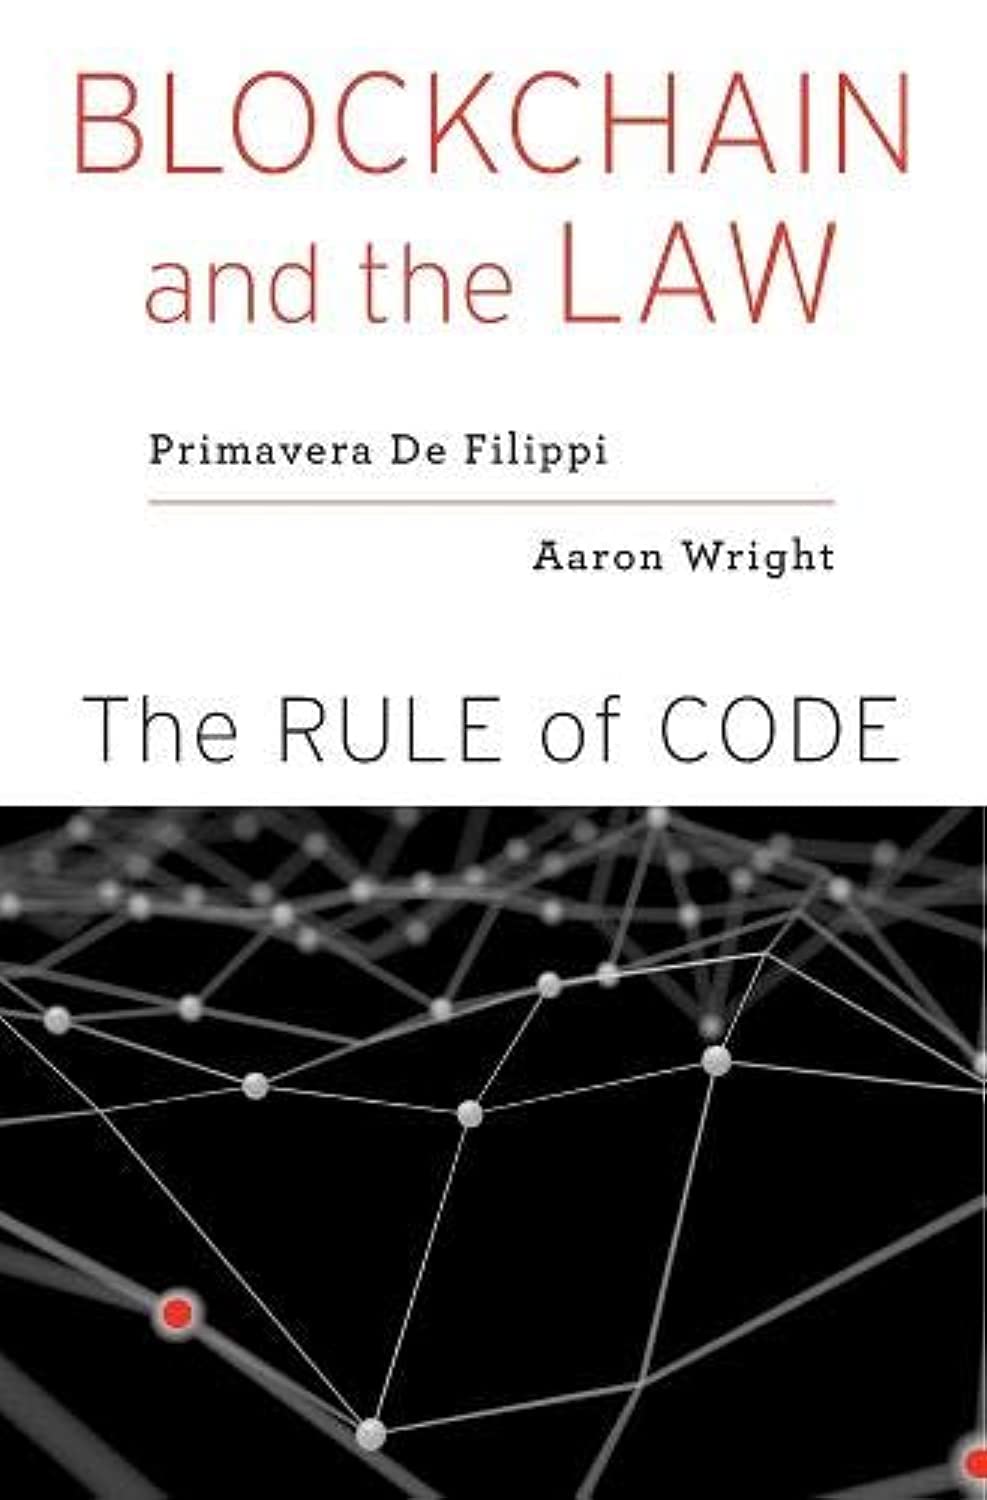 BLOCKCHAIN
and the LAW
Primavera De Filippi
Aaron Wright
The RULE of CODE